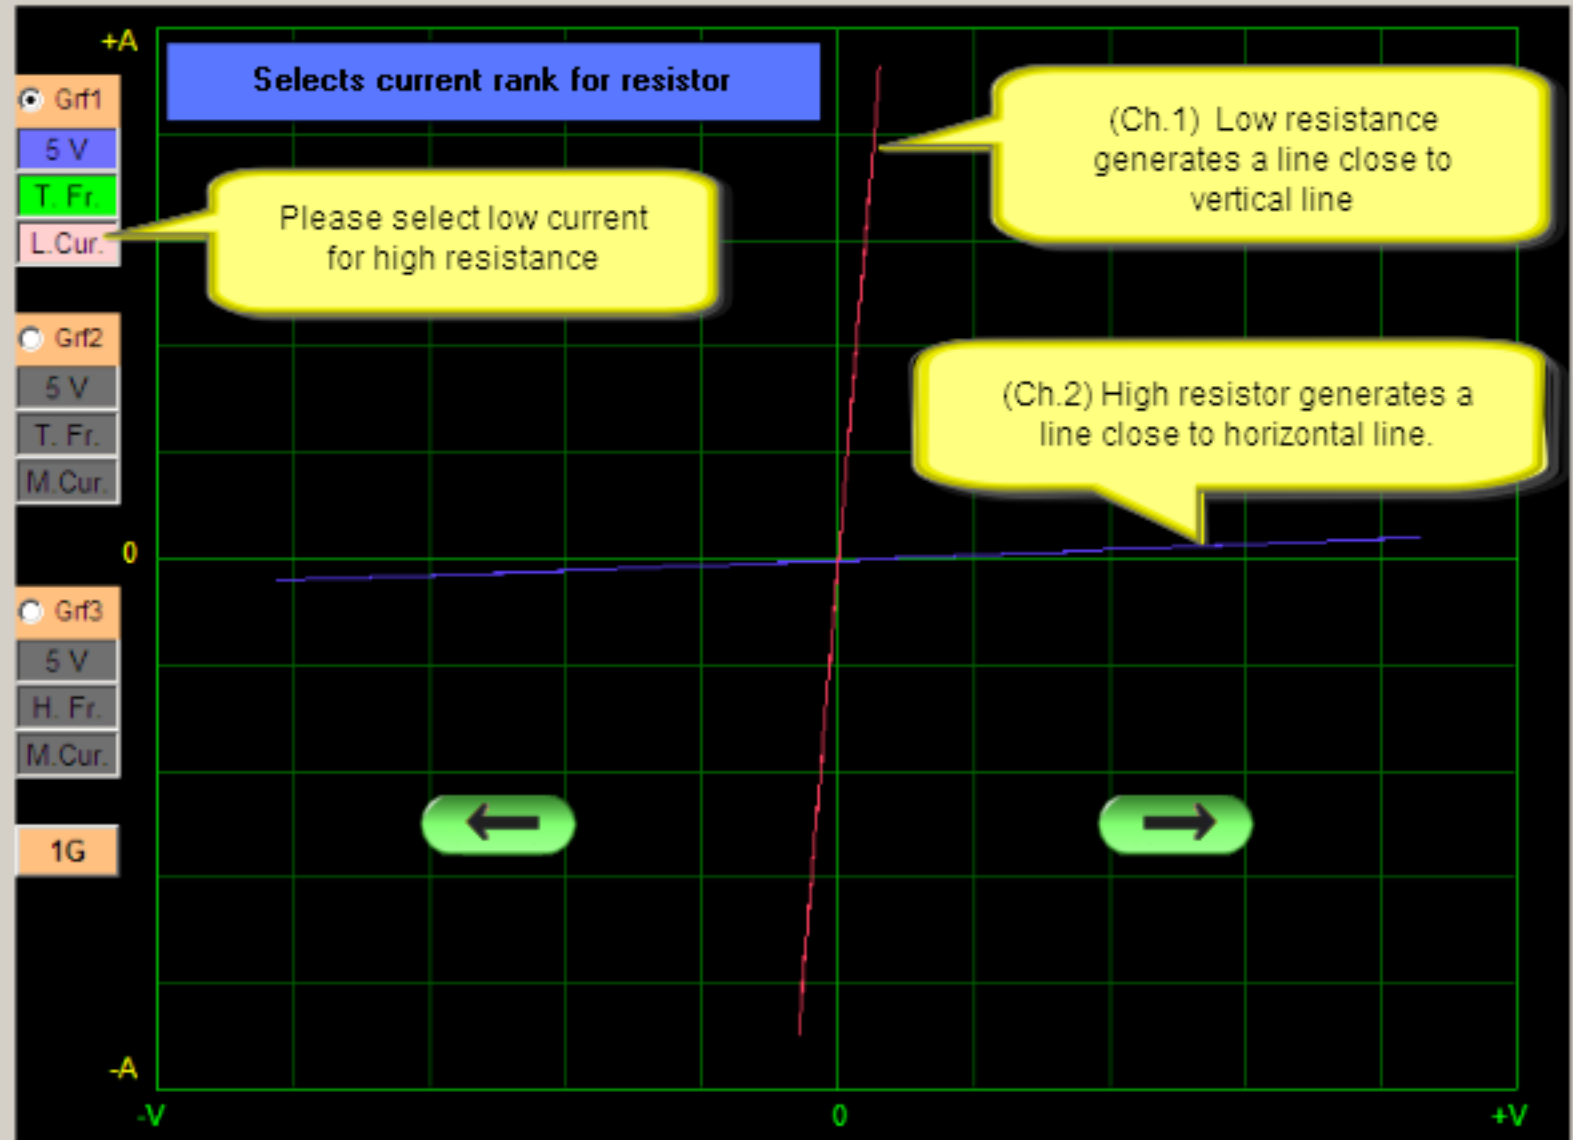 +A
Selects current rank for resistor
Grf1
5 V
T. Fr.
L.Cur.
(Ch.1)  Low resistance
generates a line close to
vertical line
Please select low current
for high resistance
Grf2
5 V
T. Fr.
M.Cur.
(Ch.2) High resistor generates a
line close to horizontal line.
0
Grf3
5 V
H. Fr.
M.Cur.
1G
-A
-V
0
+V